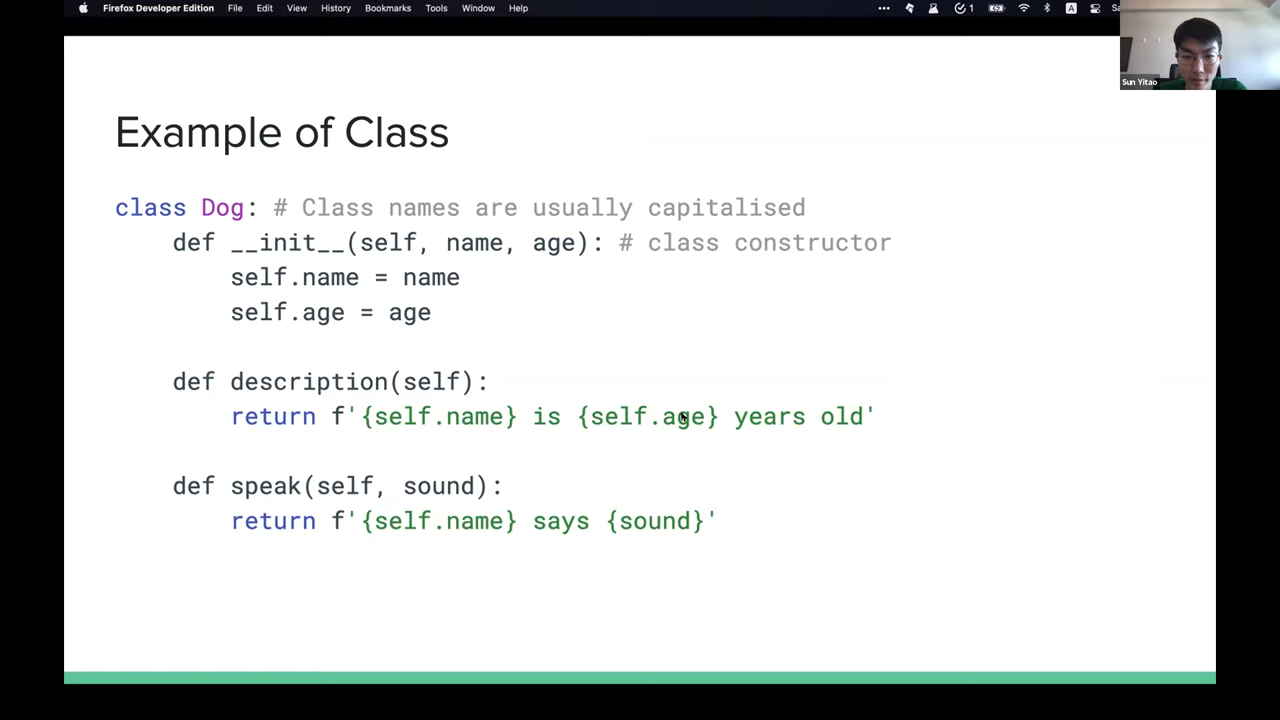 Firefox Developer Edition File Edit View History Bookmarks Tools Window Help 1 A Sa
Sun Yitao
Example of Class
class Dog: # Class names are usually capitalised
def __init__(self, name, age): # class constructor
self.name = name
self.age = age
def description(self):
return f'{self.name} is {self.age} years old'
def speak(self, sound):
return f'{self.name} says {sound}'